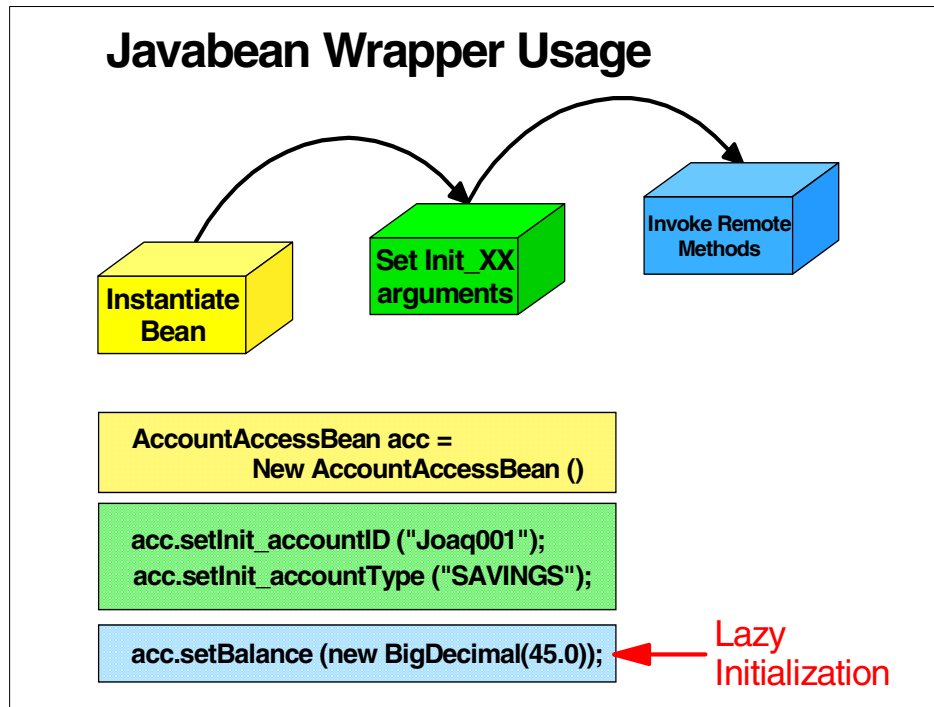 Javabean Wrapper Usage
Instantiate
Bean
Set Init_XX
arguments
Invoke Remote
Methods
AccountAccessBean acc =
New AccountAccessBean ()
acc.setInit_accountID ("Joaq001");
acc.setInit_accountType ("SAVINGS");
acc.setBalance (new BigDecimal(45.0));
Lazy
Initialization